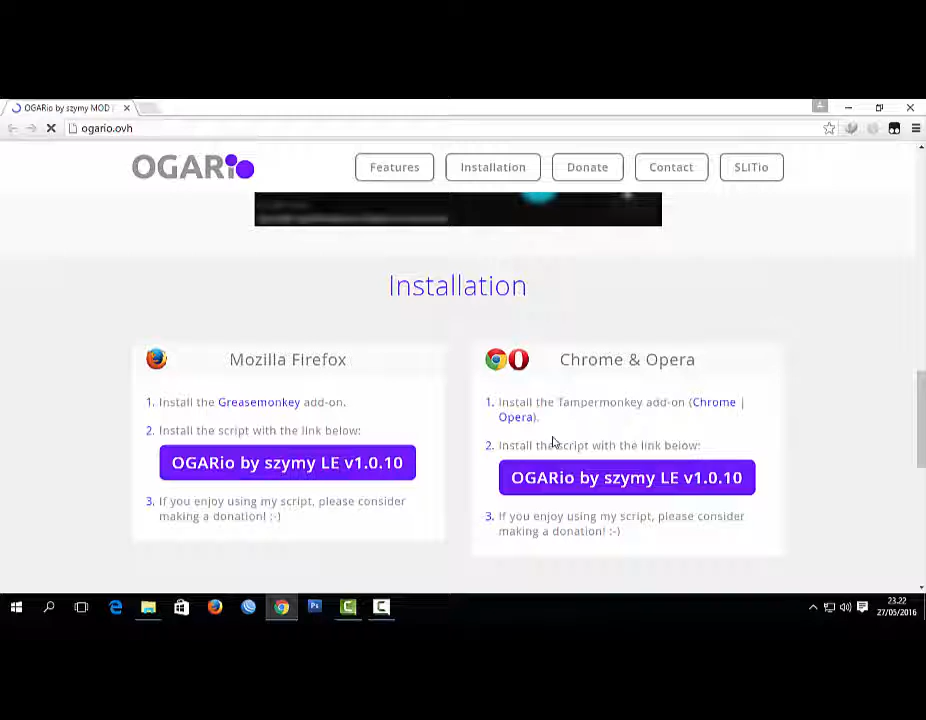 OGARio by szymy MOD
ogario.ovh
OGARio
Features
Installation
Donate
Contact
SLITio
Installation
Mozilla Firefox
1. Install the Greasemonkey add-on.
2. Install the script with the link below:
OGARio by szymy LE v1.0.10
3. If you enjoy using my script, please consider
making a donation! :-)
Chrome & Opera
1. Install the Tampermonkey add-on (Chrome |
Opera).
2. Install the script with the link below:
OGARio by szymy LE v1.0.10
3. If you enjoy using my script, please consider
making a donation! :-)
23.22
27/05/2016